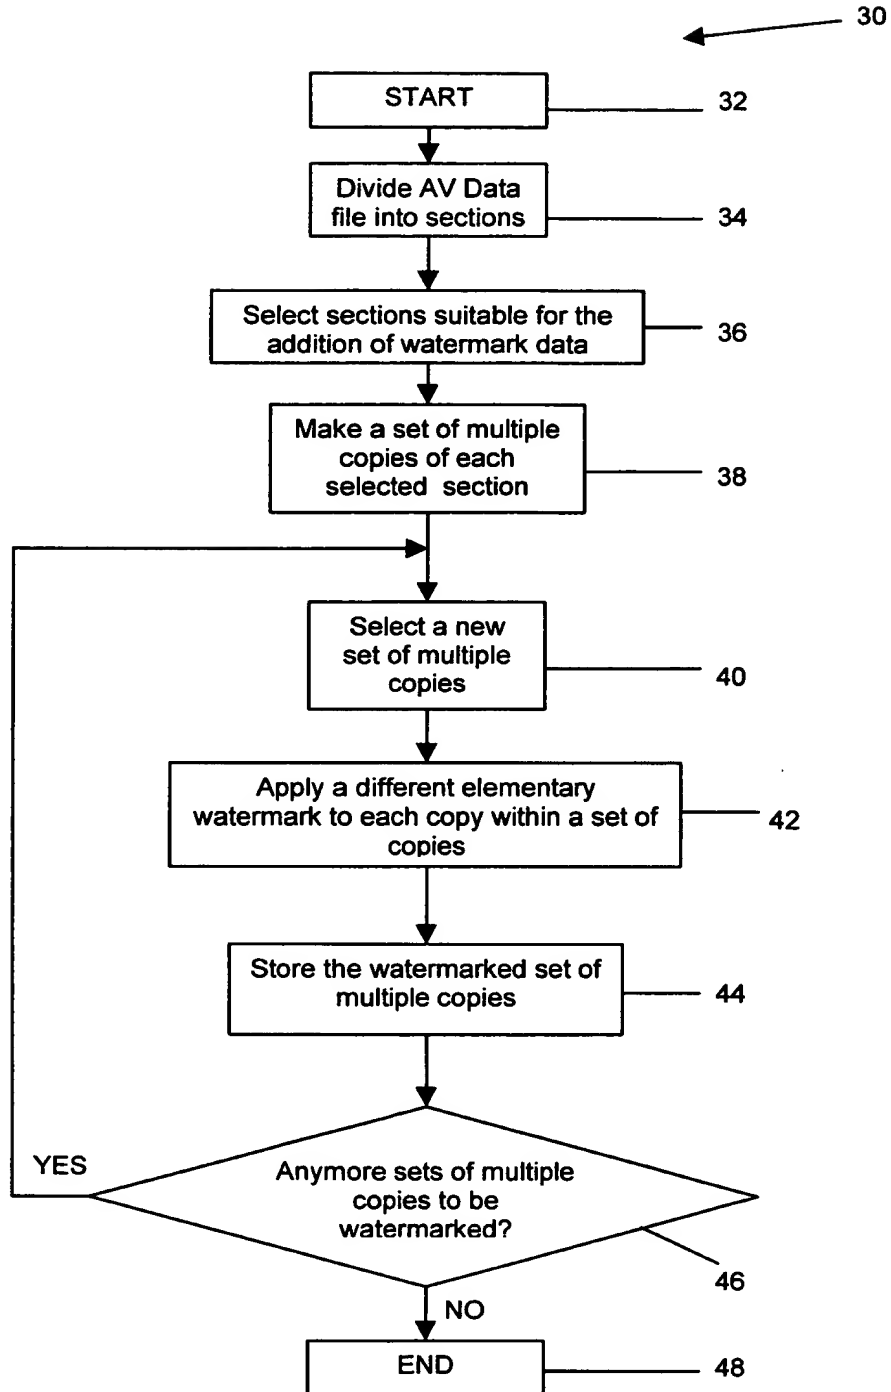 30
START
32
Divide AV Data
file into sections
34
Select sections suitable for the
addition of watermark data
36
Make a set of multiple
copies of each
selected section
38
Select a new
set of multiple
copies
40
Apply a different elementary
watermark to each copy within a set of
copies
42
Store the watermarked set of
multiple copies
44
YES
Anymore sets of multiple
copies to be
watermarked?
46
NO
END
48